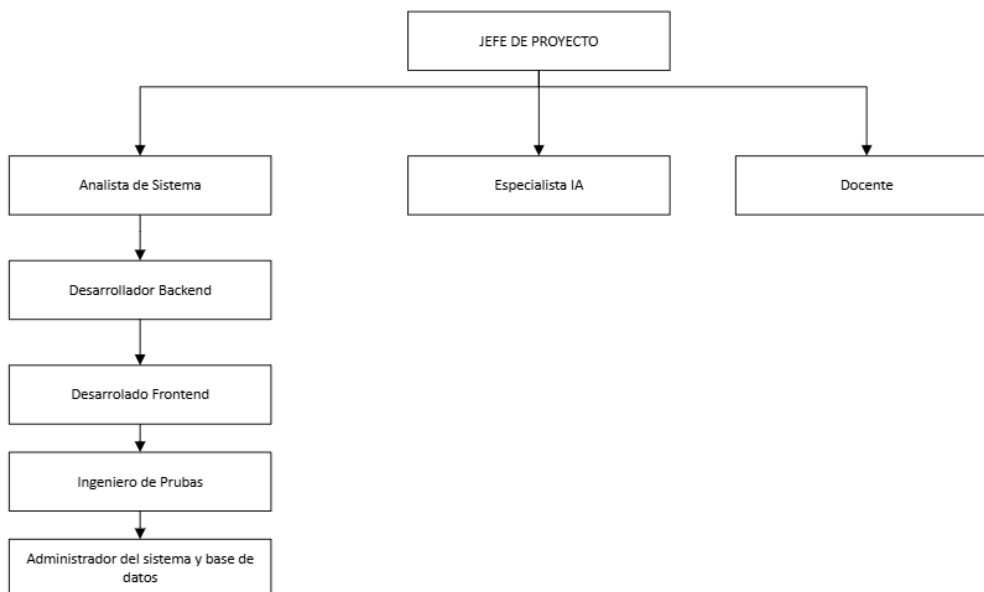 JEFE DE PROYECTO
Analista de Sistema
Especialista IA
Docente
Desarrollador Backend
Desarrolado Frontend
Ingeniero de Prubas
Administrador del sistema y base de
datos